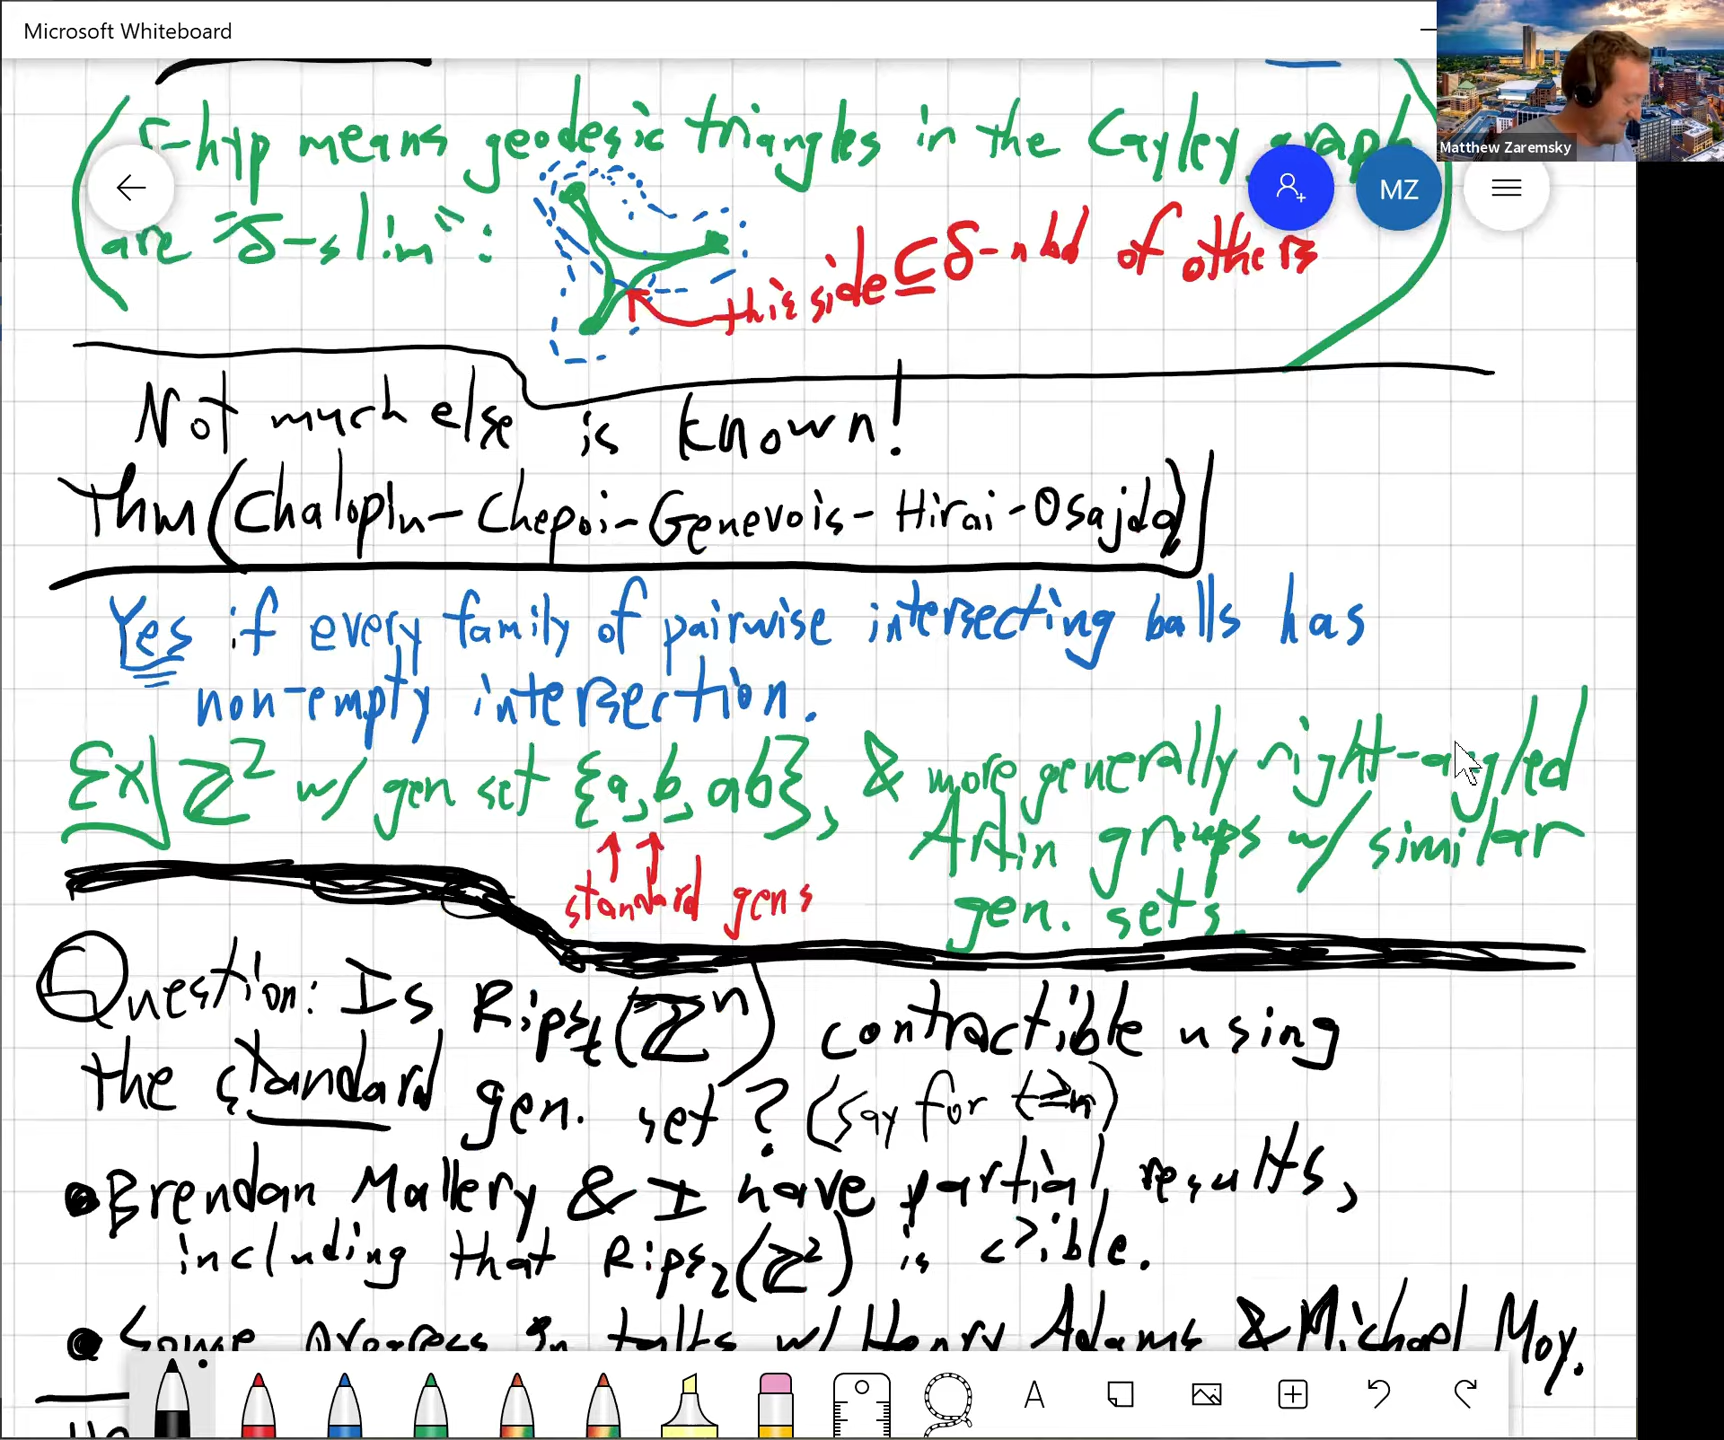 Microsoft Whiteboard
Matthew Zaremsky
MZ
-hyp means geodesic triangles in the Cayley graph
are "δ-slim":
this side ⊆ δ-nbd of others
Not much else is known!
Thm (Chalopin-Chepoi-Genevois-Hirai-Osajda)
Yes if every family of pairwise intersecting balls has
non-empty intersection.
Ex) ℤ² w/ gen set {a,b,ab}, & more generally right-angled
Artin groups w/ similar
gen. sets.
↑ ↑
standard gens
Question: Is Rips_t(ℤⁿ) contractible using
the standard gen. set? (say for t≥n)
• Brendan Mallery & I have partial results,
including that Rips₂(ℤ²) is c'ible.
• Some progress in talks w/ Henry Adams & Michael Moy.